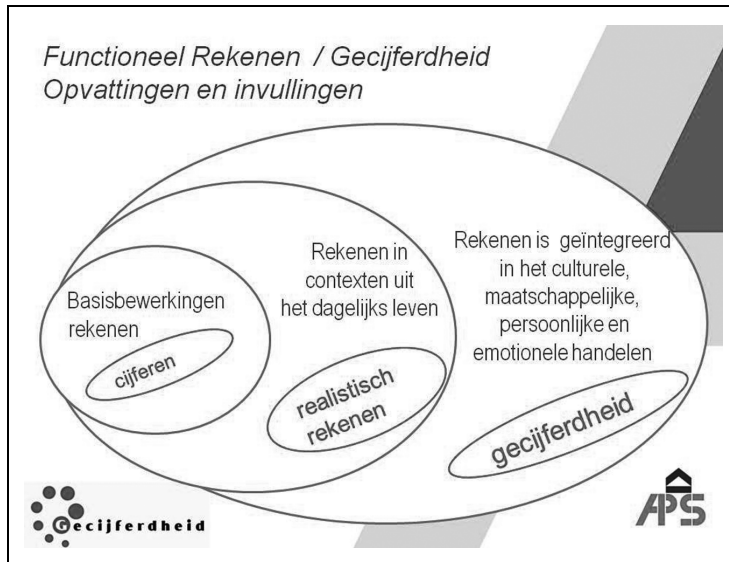 Functioneel Rekenen / Gecijferdheid
Opvattingen en invullingen
Basisbewerkingen
rekenen
cijferen
Rekenen in
contexten uit
het dagelijks leven
realistisch
rekenen
Rekenen is geïntegreerd
in het culturele,
maatschappelijke,
persoonlijke en
emotionele handelen
gecijferdheid
Gecijferdheid
APS